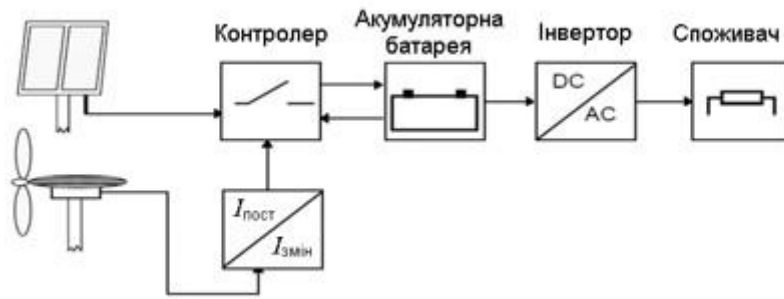 Контролер
Акумуляторна
батарея
Інвертор
Споживач
DC
AC
Iпост
Iзмін